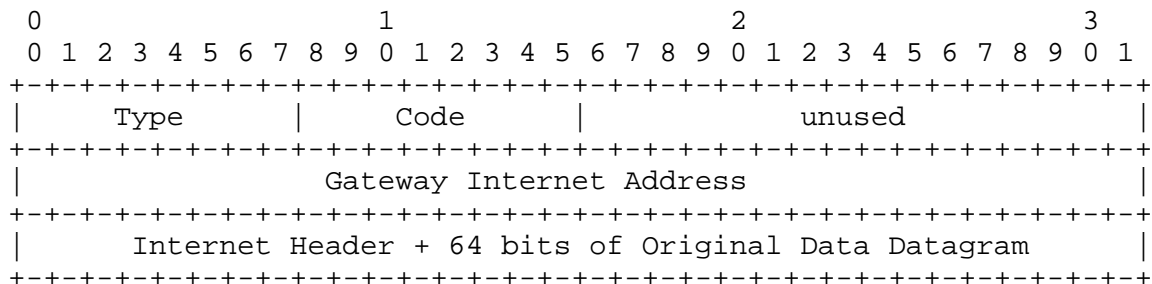 0                   1                   2                   3
 0 1 2 3 4 5 6 7 8 9 0 1 2 3 4 5 6 7 8 9 0 1 2 3 4 5 6 7 8 9 0 1
+-+-+-+-+-+-+-+-+-+-+-+-+-+-+-+-+-+-+-+-+-+-+-+-+-+-+-+-+-+-+-+-+
|     Type      |     Code      |            unused             |
+-+-+-+-+-+-+-+-+-+-+-+-+-+-+-+-+-+-+-+-+-+-+-+-+-+-+-+-+-+-+-+-+
|                 Gateway Internet Address                      |
+-+-+-+-+-+-+-+-+-+-+-+-+-+-+-+-+-+-+-+-+-+-+-+-+-+-+-+-+-+-+-+-+
|      Internet Header + 64 bits of Original Data Datagram      |
+-+-+-+-+-+-+-+-+-+-+-+-+-+-+-+-+-+-+-+-+-+-+-+-+-+-+-+-+-+-+-+-+